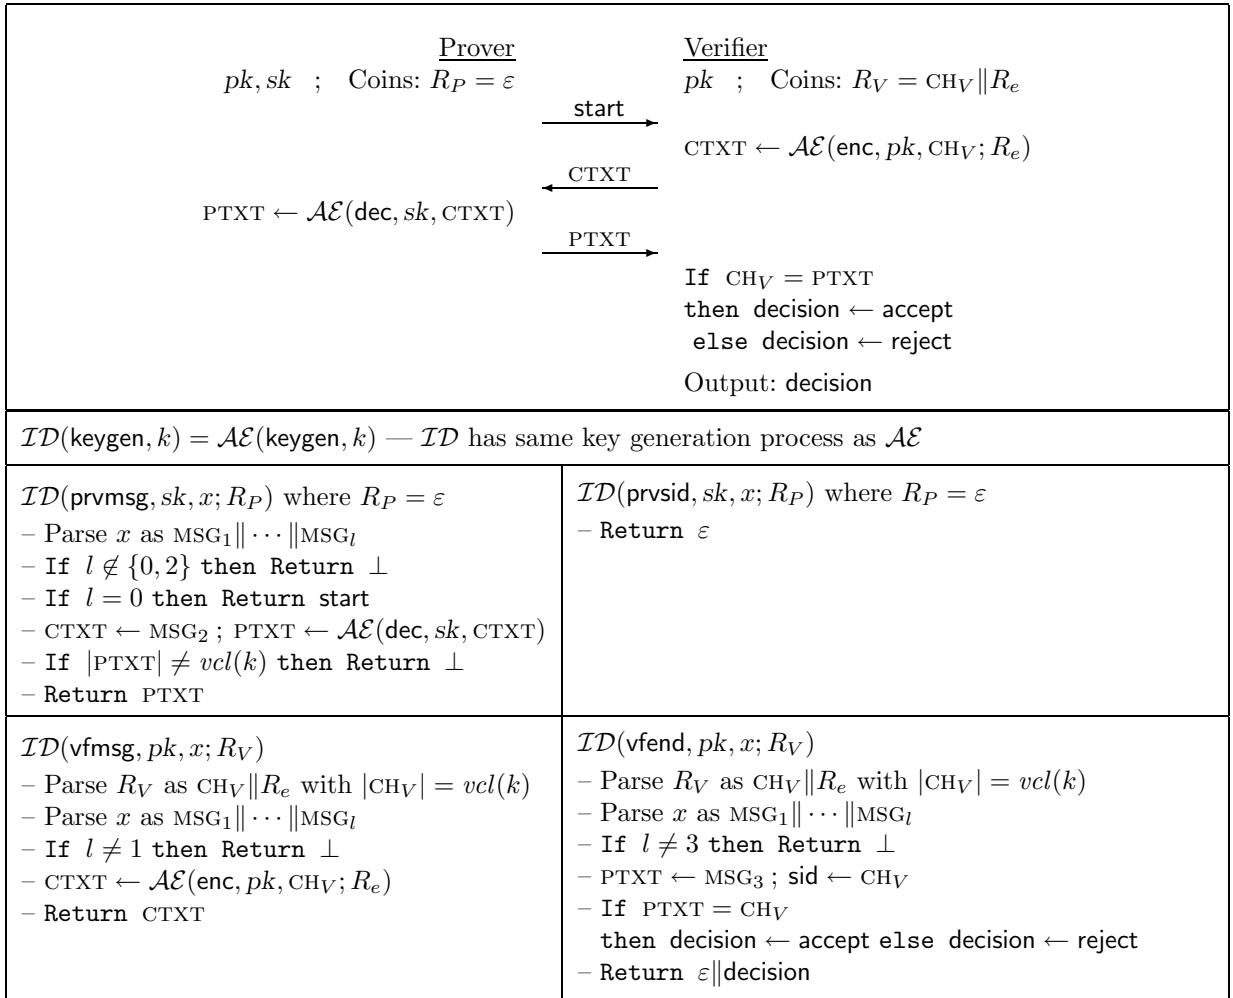 Prover
Verifier
pk, sk ; Coins: R_P = ε
pk ; Coins: R_V = CH_V ∥ R_e
start
CTXT ← 𝒜ℰ(enc, pk, CH_V; R_e)
CTXT
PTXT ← 𝒜ℰ(dec, sk, CTXT)
PTXT
If CH_V = PTXT
then decision ← accept
else decision ← reject
Output: decision
ℐ𝒟(keygen, k) = 𝒜ℰ(keygen, k) — ℐ𝒟 has same key generation process as 𝒜ℰ
ℐ𝒟(prvmsg, sk, x; R_P) where R_P = ε
– Parse x as MSG_1∥ ··· ∥MSG_l
– If l ∉ {0, 2} then Return ⊥
– If l = 0 then Return start
– CTXT ← MSG_2 ; PTXT ← 𝒜ℰ(dec, sk, CTXT)
– If |PTXT| ≠ vcl(k) then Return ⊥
– Return PTXT
ℐ𝒟(prvsid, sk, x; R_P) where R_P = ε
– Return ε
ℐ𝒟(vfmsg, pk, x; R_V)
– Parse R_V as CH_V∥R_e with |CH_V| = vcl(k)
– Parse x as MSG_1∥ ··· ∥MSG_l
– If l ≠ 1 then Return ⊥
– CTXT ← 𝒜ℰ(enc, pk, CH_V; R_e)
– Return CTXT
ℐ𝒟(vfend, pk, x; R_V)
– Parse R_V as CH_V∥R_e with |CH_V| = vcl(k)
– Parse x as MSG_1∥ ··· ∥MSG_l
– If l ≠ 3 then Return ⊥
– PTXT ← MSG_3 ; sid ← CH_V
– If PTXT = CH_V
then decision ← accept else decision ← reject
– Return ε∥decision